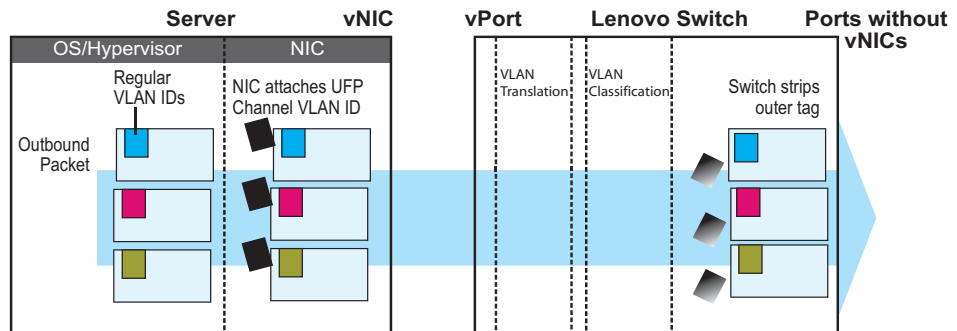 Server
vNIC
vPort
Lenovo Switch
Ports without
vNICs
OS/Hypervisor
NIC
Regular
VLAN IDs
NIC attaches UFP
Channel VLAN ID
VLAN
Translation
VLAN
Classification
Switch strips
outer tag
Outbound
Packet